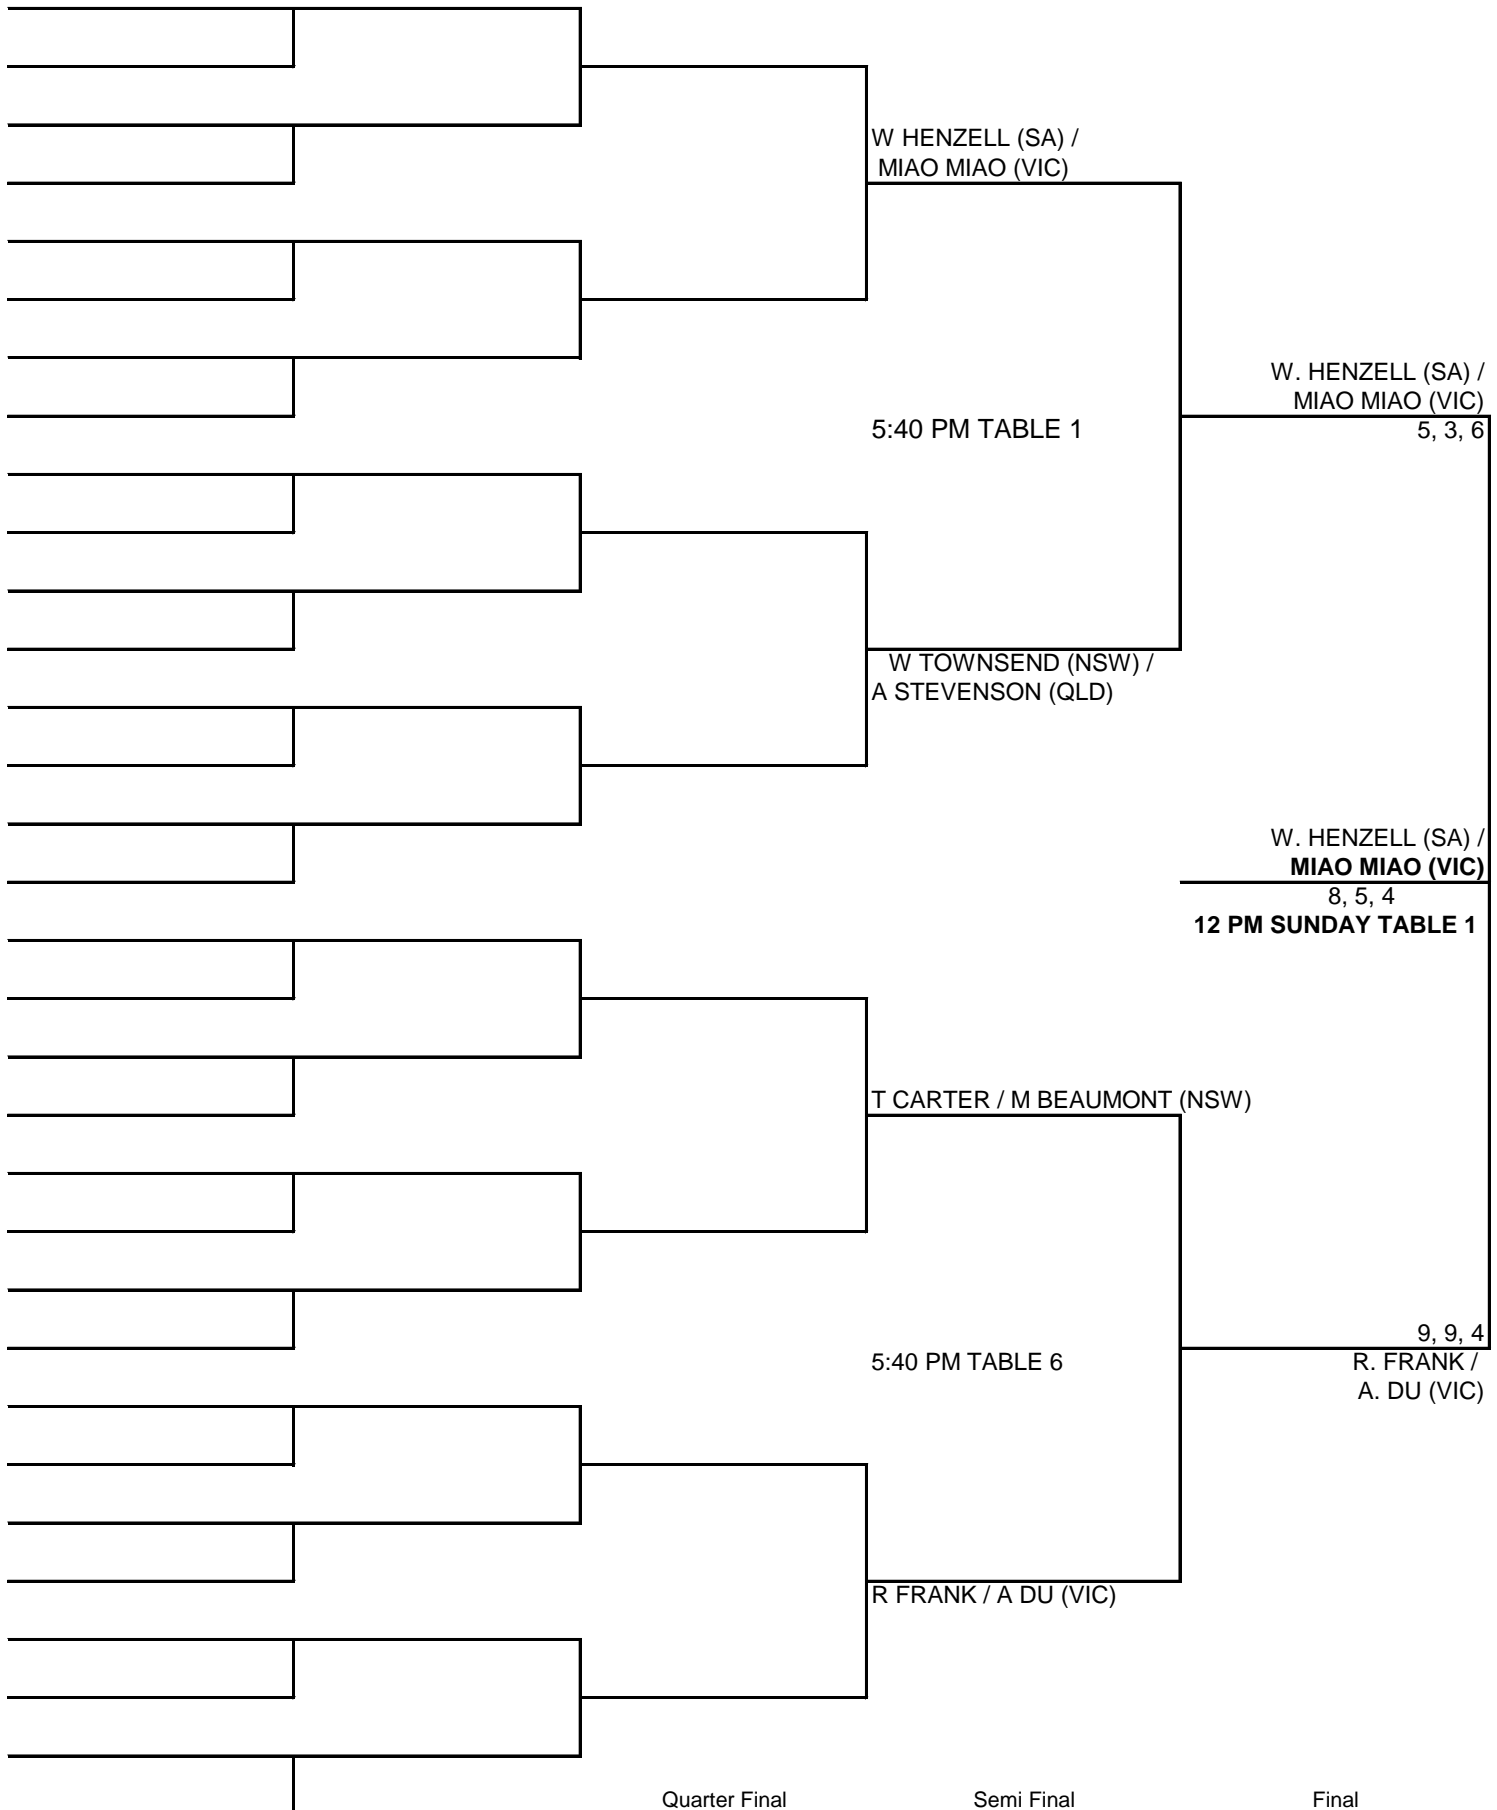 W HENZELL (SA) /
MIAO MIAO (VIC)
W. HENZELL (SA) /
MIAO MIAO (VIC)
5:40 PM TABLE 1
5, 3, 6
W TOWNSEND (NSW) /
A STEVENSON (QLD)
W. HENZELL (SA) /
MIAO MIAO (VIC)
8, 5, 4
12 PM SUNDAY TABLE 1
T CARTER / M BEAUMONT (NSW)
9, 9, 4
5:40 PM TABLE 6
R. FRANK /
A. DU (VIC)
R FRANK / A DU (VIC)
Quarter Final Semi Final Final